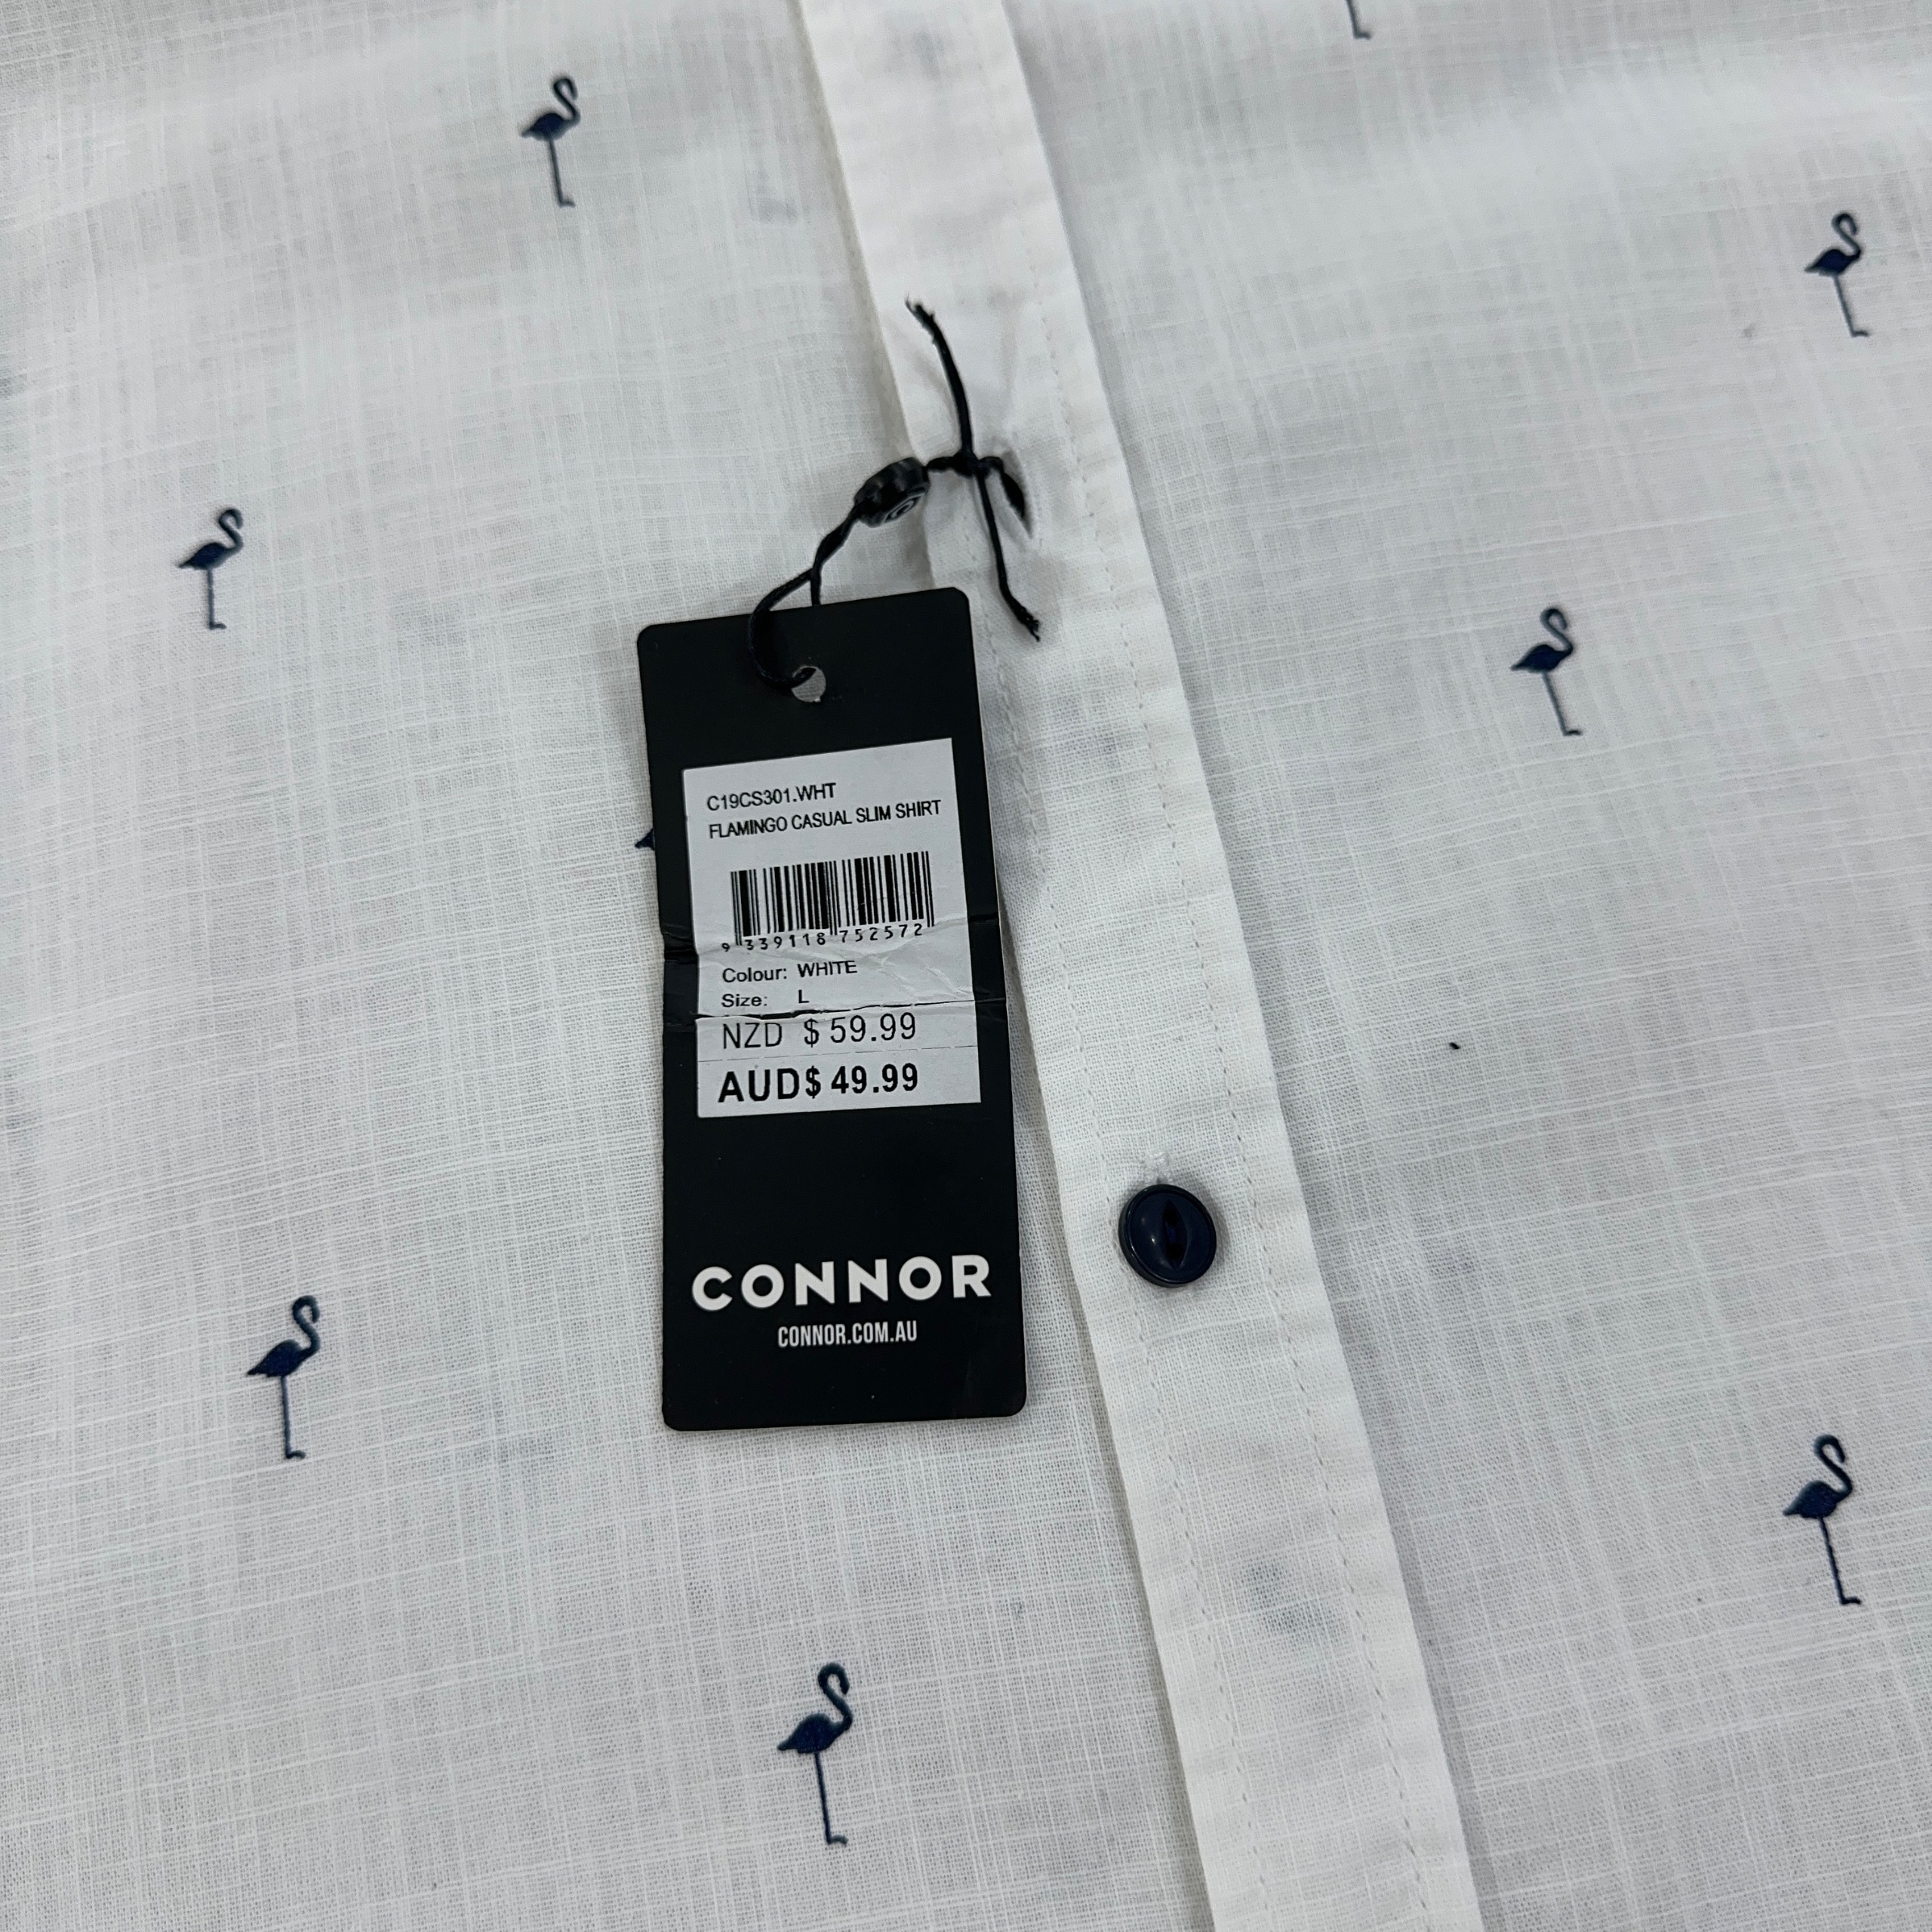 C19CS301.WHT
FLAMINGO CASUAL SLIM SHIRT
9 339118 752572
Colour: WHITE
Size: L
NZD $ 59.99
AUD$ 49.99
CONNOR
CONNOR.COM.AU